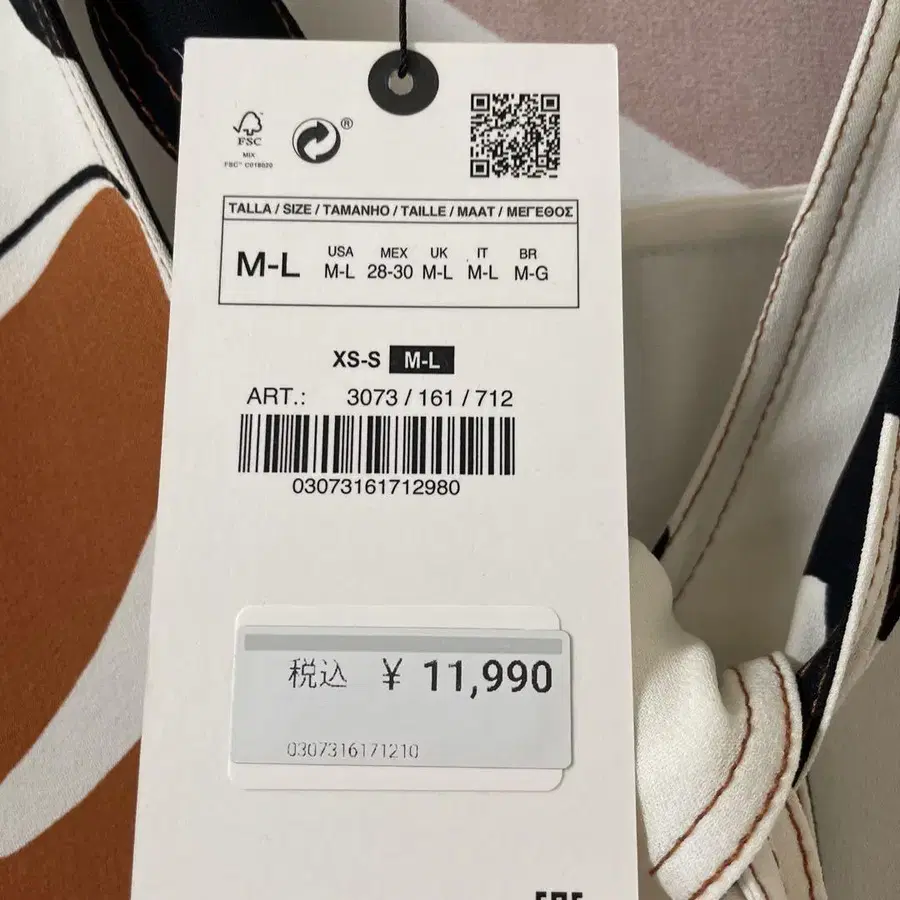 FSC
MIX
FSC™ C018020
®
TALLA / SIZE / TAMANHO / TAILLE / MAAT / ΜΕΓΕΘΟΣ
M-L
USA MEX UK IT BR
M-L 28-30 M-L M-L M-G
XS-S M-L
ART.: 3073 / 161 / 712
03073161712980
税込 ¥ 11,990
0307316171210